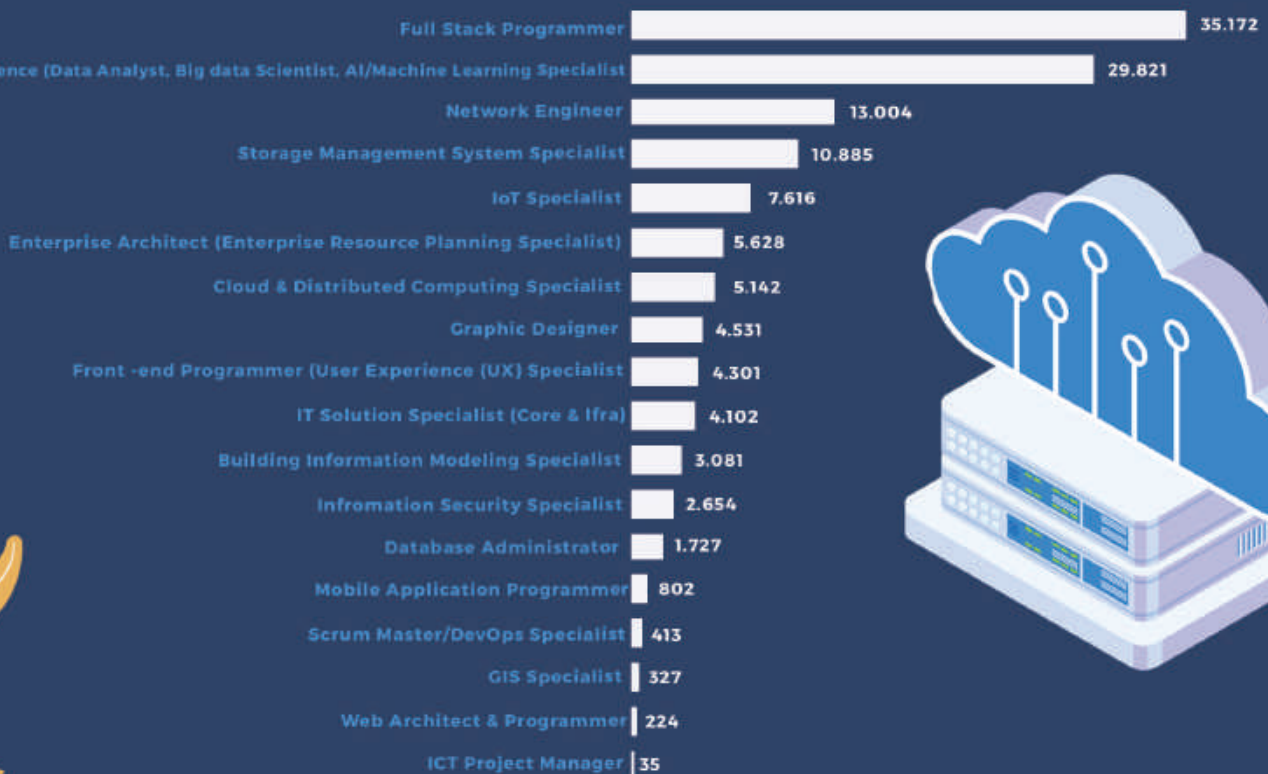 Full Stack Programmer 35.172
ence (Data Analyst, Big data Scientist, AI/Machine Learning Specialist 29.821
Network Engineer 13.004
Storage Management System Specialist 10.885
IoT Specialist 7.616
Enterprise Architect (Enterprise Resource Planning Specialist) 5.628
Cloud & Distributed Computing Specialist 5.142
Graphic Designer 4.531
Front -end Programmer (User Experience (UX) Specialist 4.301
IT Solution Specialist (Core & Ifra) 4.102
Building Information Modeling Specialist 3.081
Infromation Security Specialist 2.654
Database Administrator 1.727
Mobile Application Programmer 802
Scrum Master/DevOps Specialist 413
GIS Specialist 327
Web Architect & Programmer 224
ICT Project Manager 35